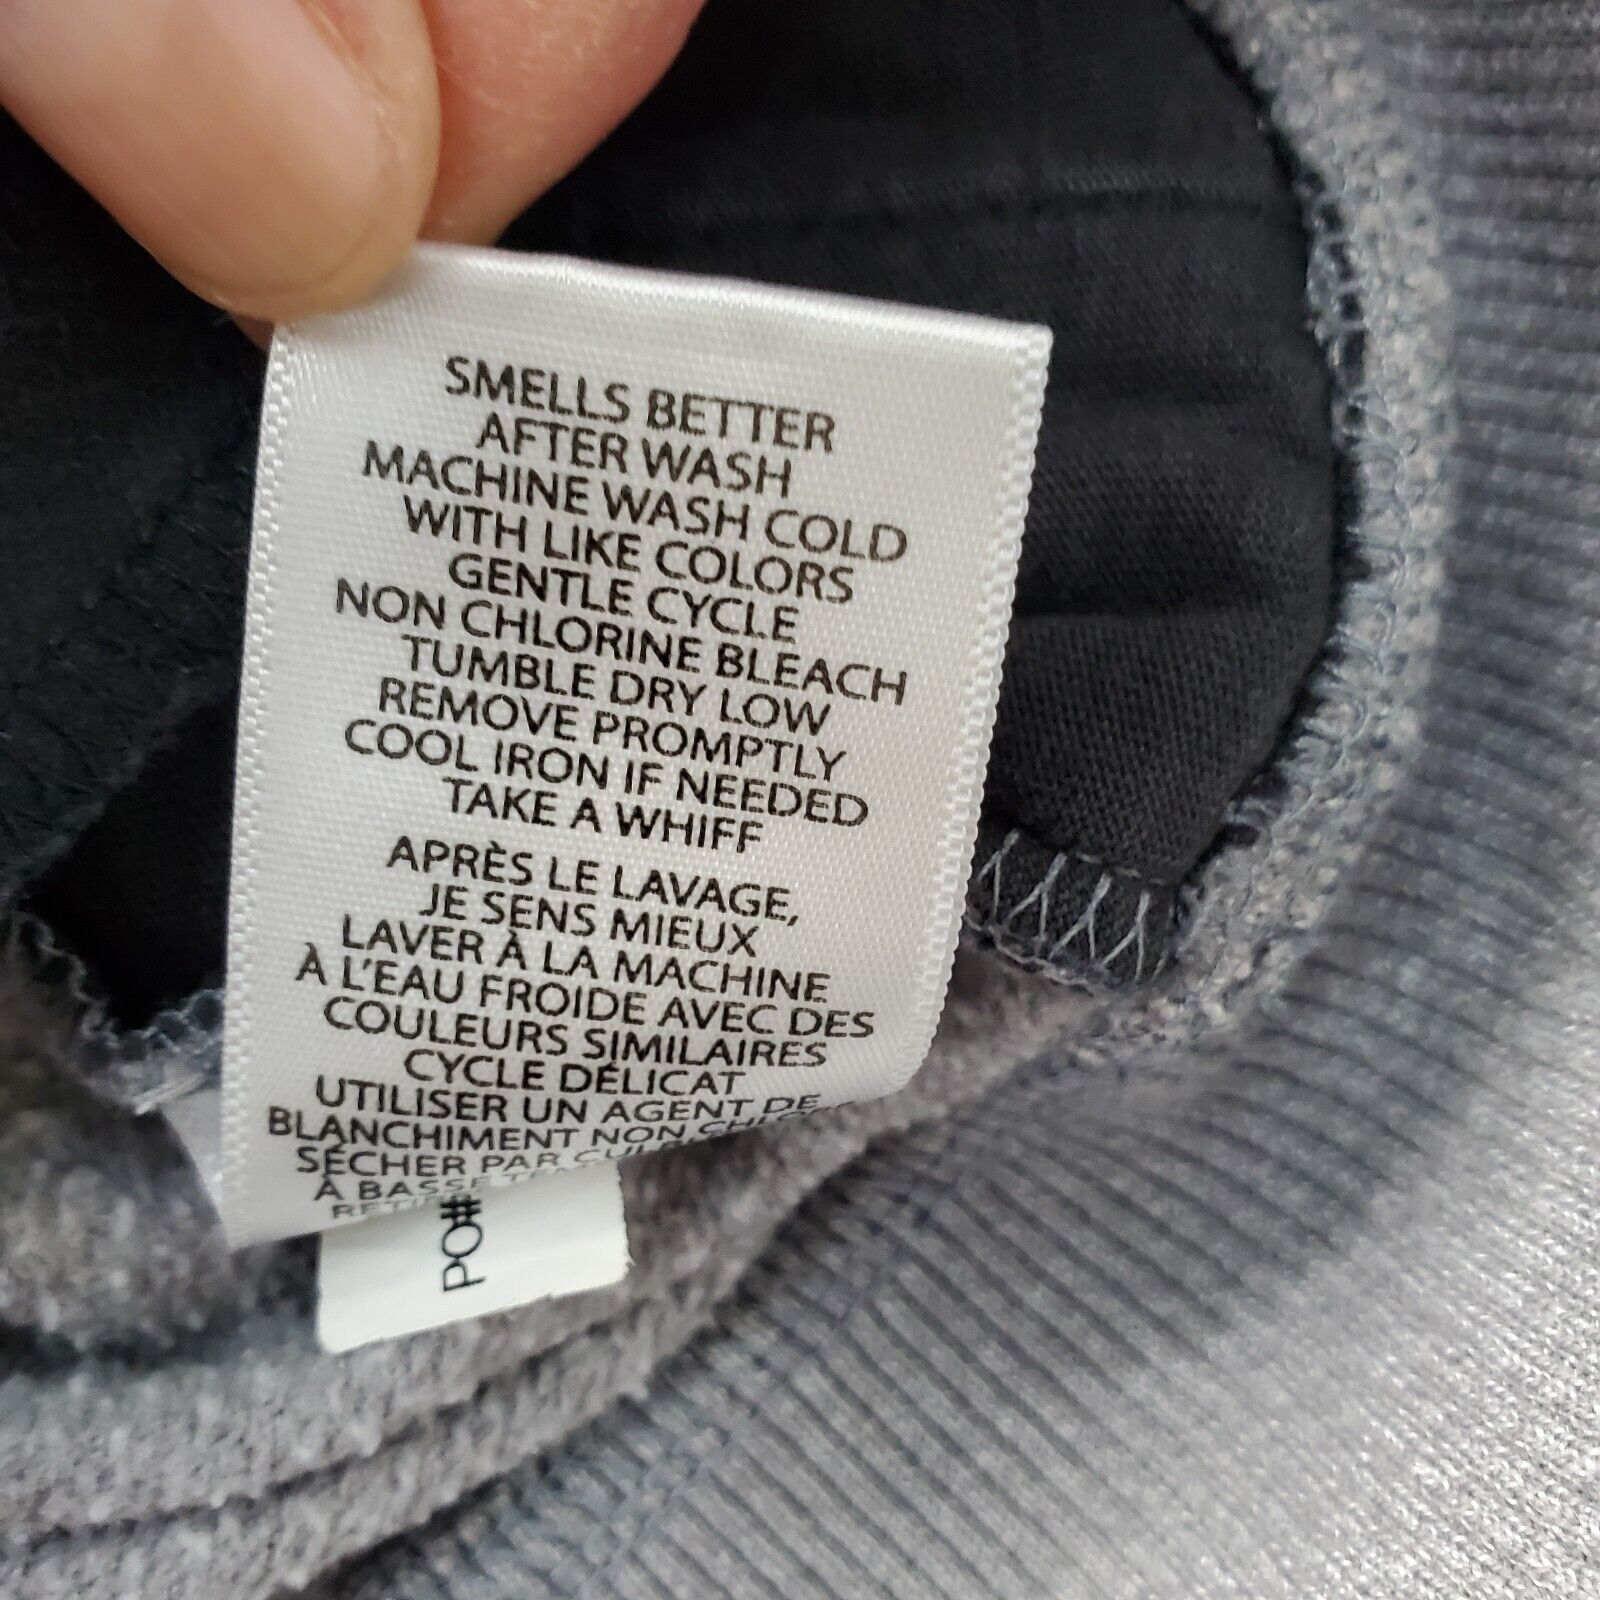 SMELLS BETTER
AFTER WASH
MACHINE WASH COLD
WITH LIKE COLORS
GENTLE CYCLE
NON CHLORINE BLEACH
TUMBLE DRY LOW
REMOVE PROMPTLY
COOL IRON IF NEEDED
TAKE A WHIFF
APRÈS LE LAVAGE,
JE SENS MIEUX
LAVER À LA MACHINE
À L'EAU FROIDE AVEC DES
COULEURS SIMILAIRES
CYCLE DÉLICAT
UTILISER UN AGENT DE
BLANCHIMENT NON
SÉCHER PAR
À BASSE
PO#